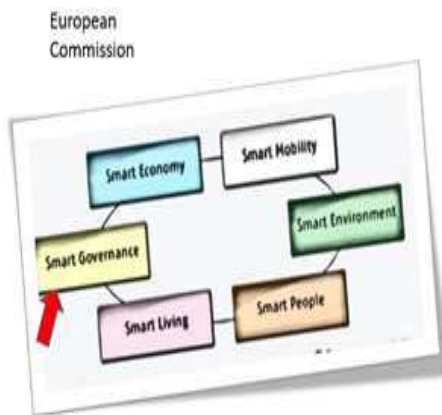 European
Commission
Smart Economy
Smart Mobility
Smart Governance
Smart Environment
Smart Living
Smart People